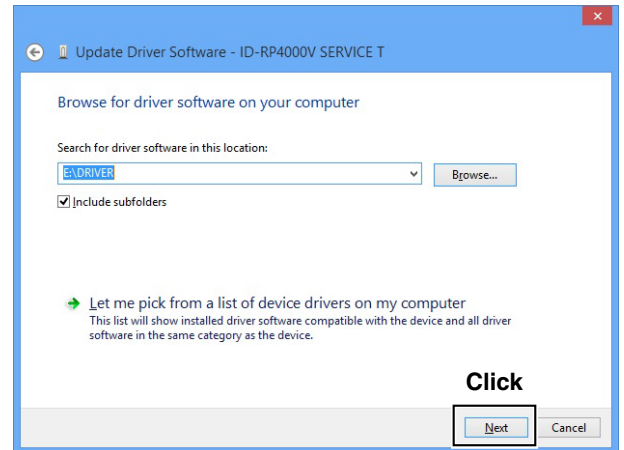 Update Driver Software - ID-RP4000V SERVICE T
Browse for driver software on your computer
Search for driver software in this location:
E:\DRIVER
Browse...
Include subfolders
Let me pick from a list of device drivers on my computer
This list will show installed driver software compatible with the device and all driver
software in the same category as the device.
Click
Next
Cancel